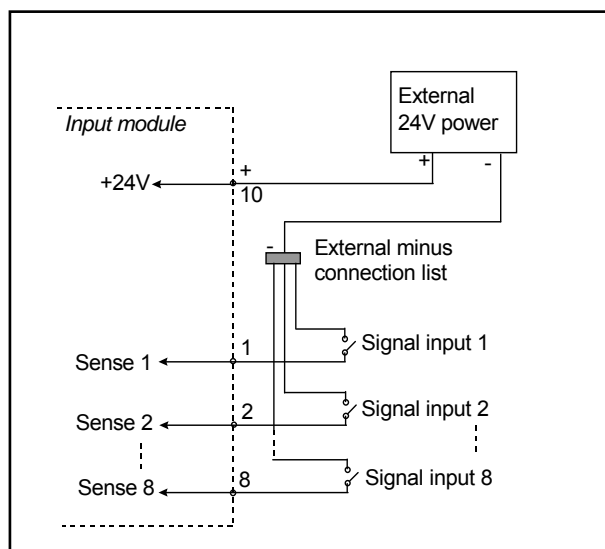 External
24V power
Input module
+ -
+
+24V
10
-
External minus
connection list
1
Signal input 1
Sense 1
2
Signal input 2
Sense 2
8
Signal input 8
Sense 8